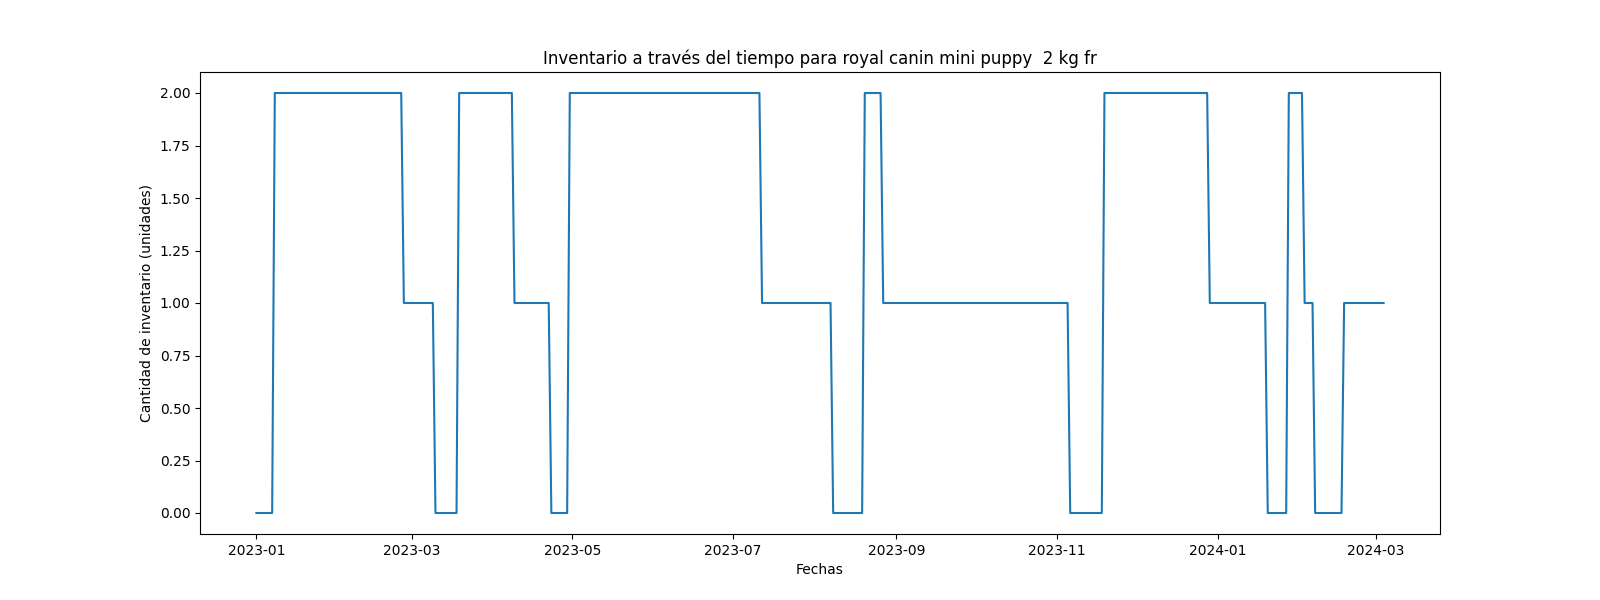 Inventario a través del tiempo para royal canin mini puppy  2 kg fr
Cantidad de inventario (unidades)
2.00
1.75
1.50
1.25
1.00
0.75
0.50
0.25
0.00
2023-01 2023-03 2023-05 2023-07 2023-09 2023-11 2024-01 2024-03
Fechas